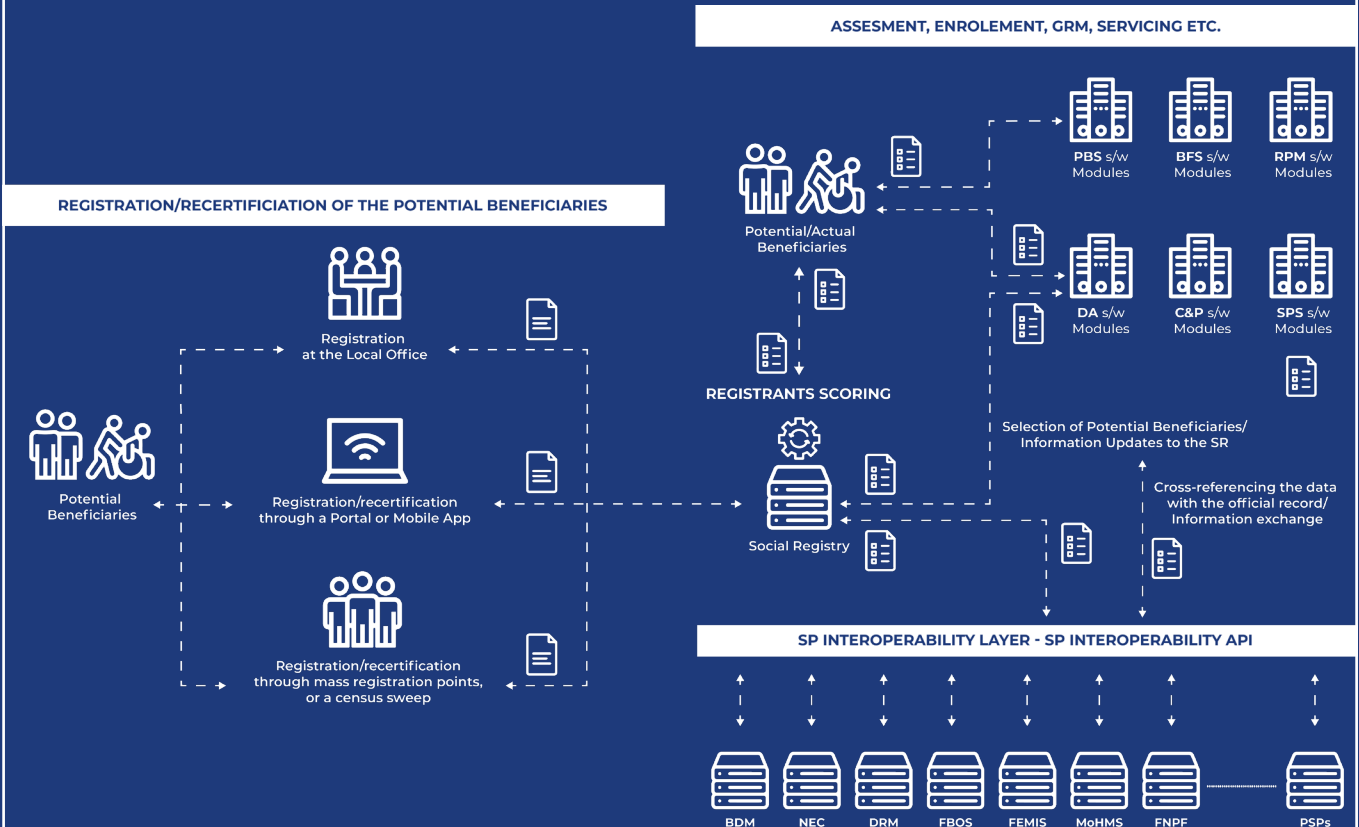 ASSESMENT, ENROLEMENT, GRM, SERVICING ETC.
PBS s/w
Modules
BFS s/w
Modules
RPM s/w
Modules
Potential/Actual
Beneficiaries
DA s/w
Modules
C&P s/w
Modules
SPS s/w
Modules
REGISTRATION/RECERTIFICIATION OF THE POTENTIAL BENEFICIARIES
Registration
at the Local Office
Potential
Beneficiaries
Registration/recertification
through a Portal or Mobile App
Registration/recertification
through mass registration points,
or a census sweep
REGISTRANTS SCORING
Social Registry
Selection of Potential Beneficiaries/
Information Updates to the SR
Cross-referencing the data
with the official record/
Information exchange
SP INTEROPERABILITY LAYER - SP INTEROPERABILITY API
BDM
NEC
DRM
FBOS
FEMIS
MoHMS
FNPF
PSPs